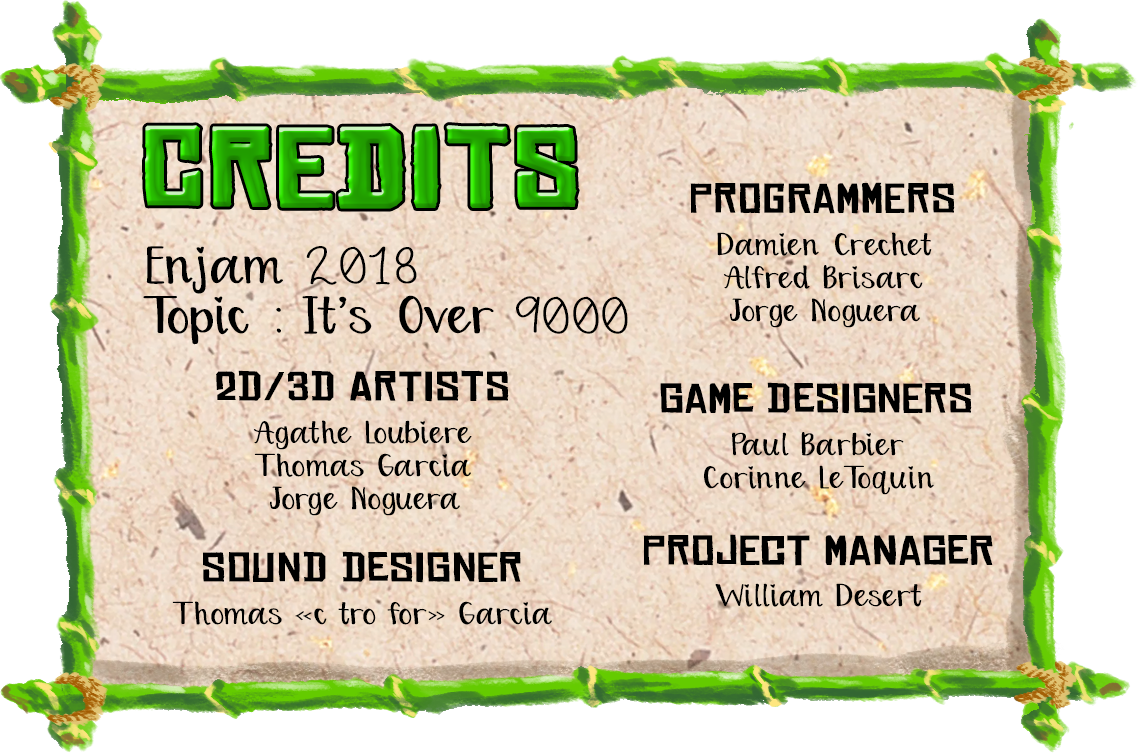 CREDITS
Enjam 2018
Topic : It's Over 9000
2D/3D ARTISTS
Agathe Loubiere
Thomas Garcia
Jorge Noguera
SOUND DESIGNER
Thomas «c tro for» Garcia
PROGRAMMERS
Damien Crechet
Alfred Brisarc
Jorge Noguera
GAME DESIGNERS
Paul Barbier
Corinne LeToquin
PROJECT MANAGER
William Desert